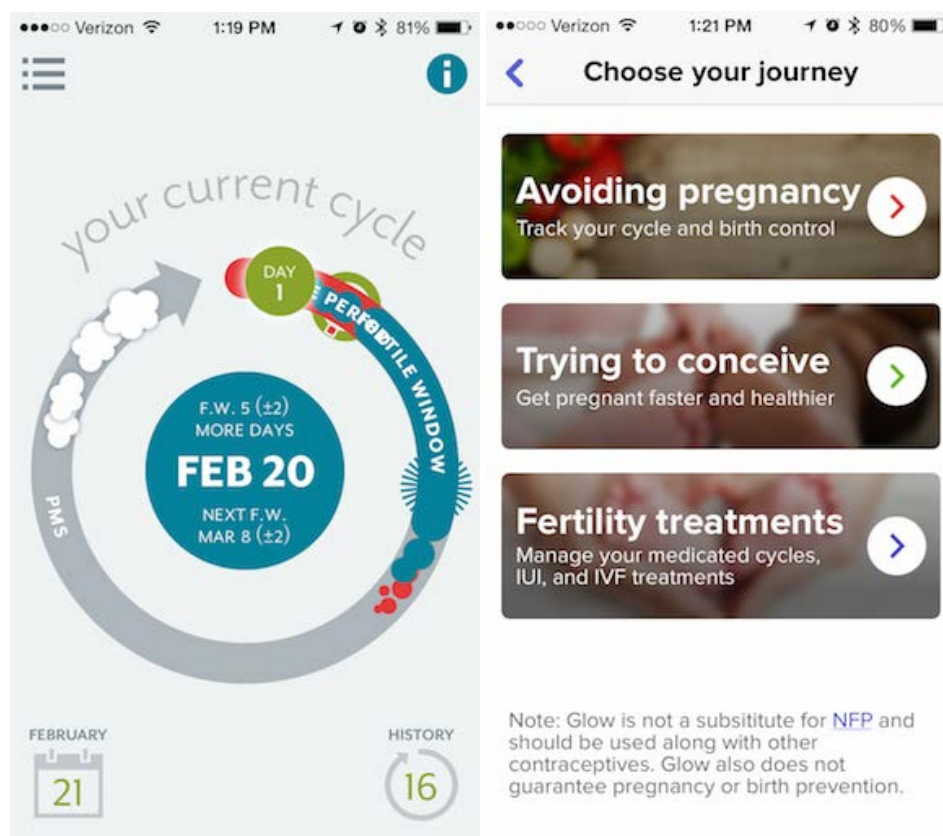 Verizon 1:19 PM 81%
your current cycle
DAY
1
PERIOD
FERTILE WINDOW
F.W. 5 (±2)
MORE DAYS
FEB 20
NEXT F.W.
MAR 8 (±2)
PMS
FEBRUARY
21
HISTORY
16
Verizon 1:21 PM 80%
Choose your journey
Avoiding pregnancy
Track your cycle and birth control
Trying to conceive
Get pregnant faster and healthier
Fertility treatments
Manage your medicated cycles,
IUI, and IVF treatments
Note: Glow is not a subsititute for NFP and
should be used along with other
contraceptives. Glow also does not
guarantee pregnancy or birth prevention.